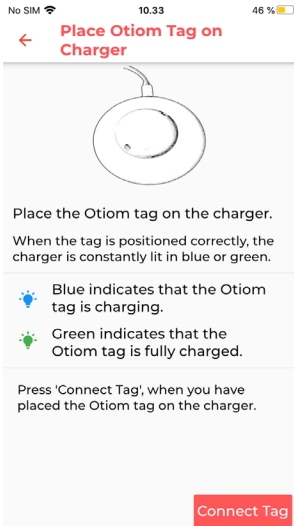 No SIM 10.33 46 %
Place Otiom Tag on
Charger
Place the Otiom tag on the charger.
When the tag is positioned correctly, the
charger is constantly lit in blue or green.
Blue indicates that the Otiom
tag is charging.
Green indicates that the
Otiom tag is fully charged.
Press 'Connect Tag', when you have
placed the Otiom tag on the charger.
Connect Tag